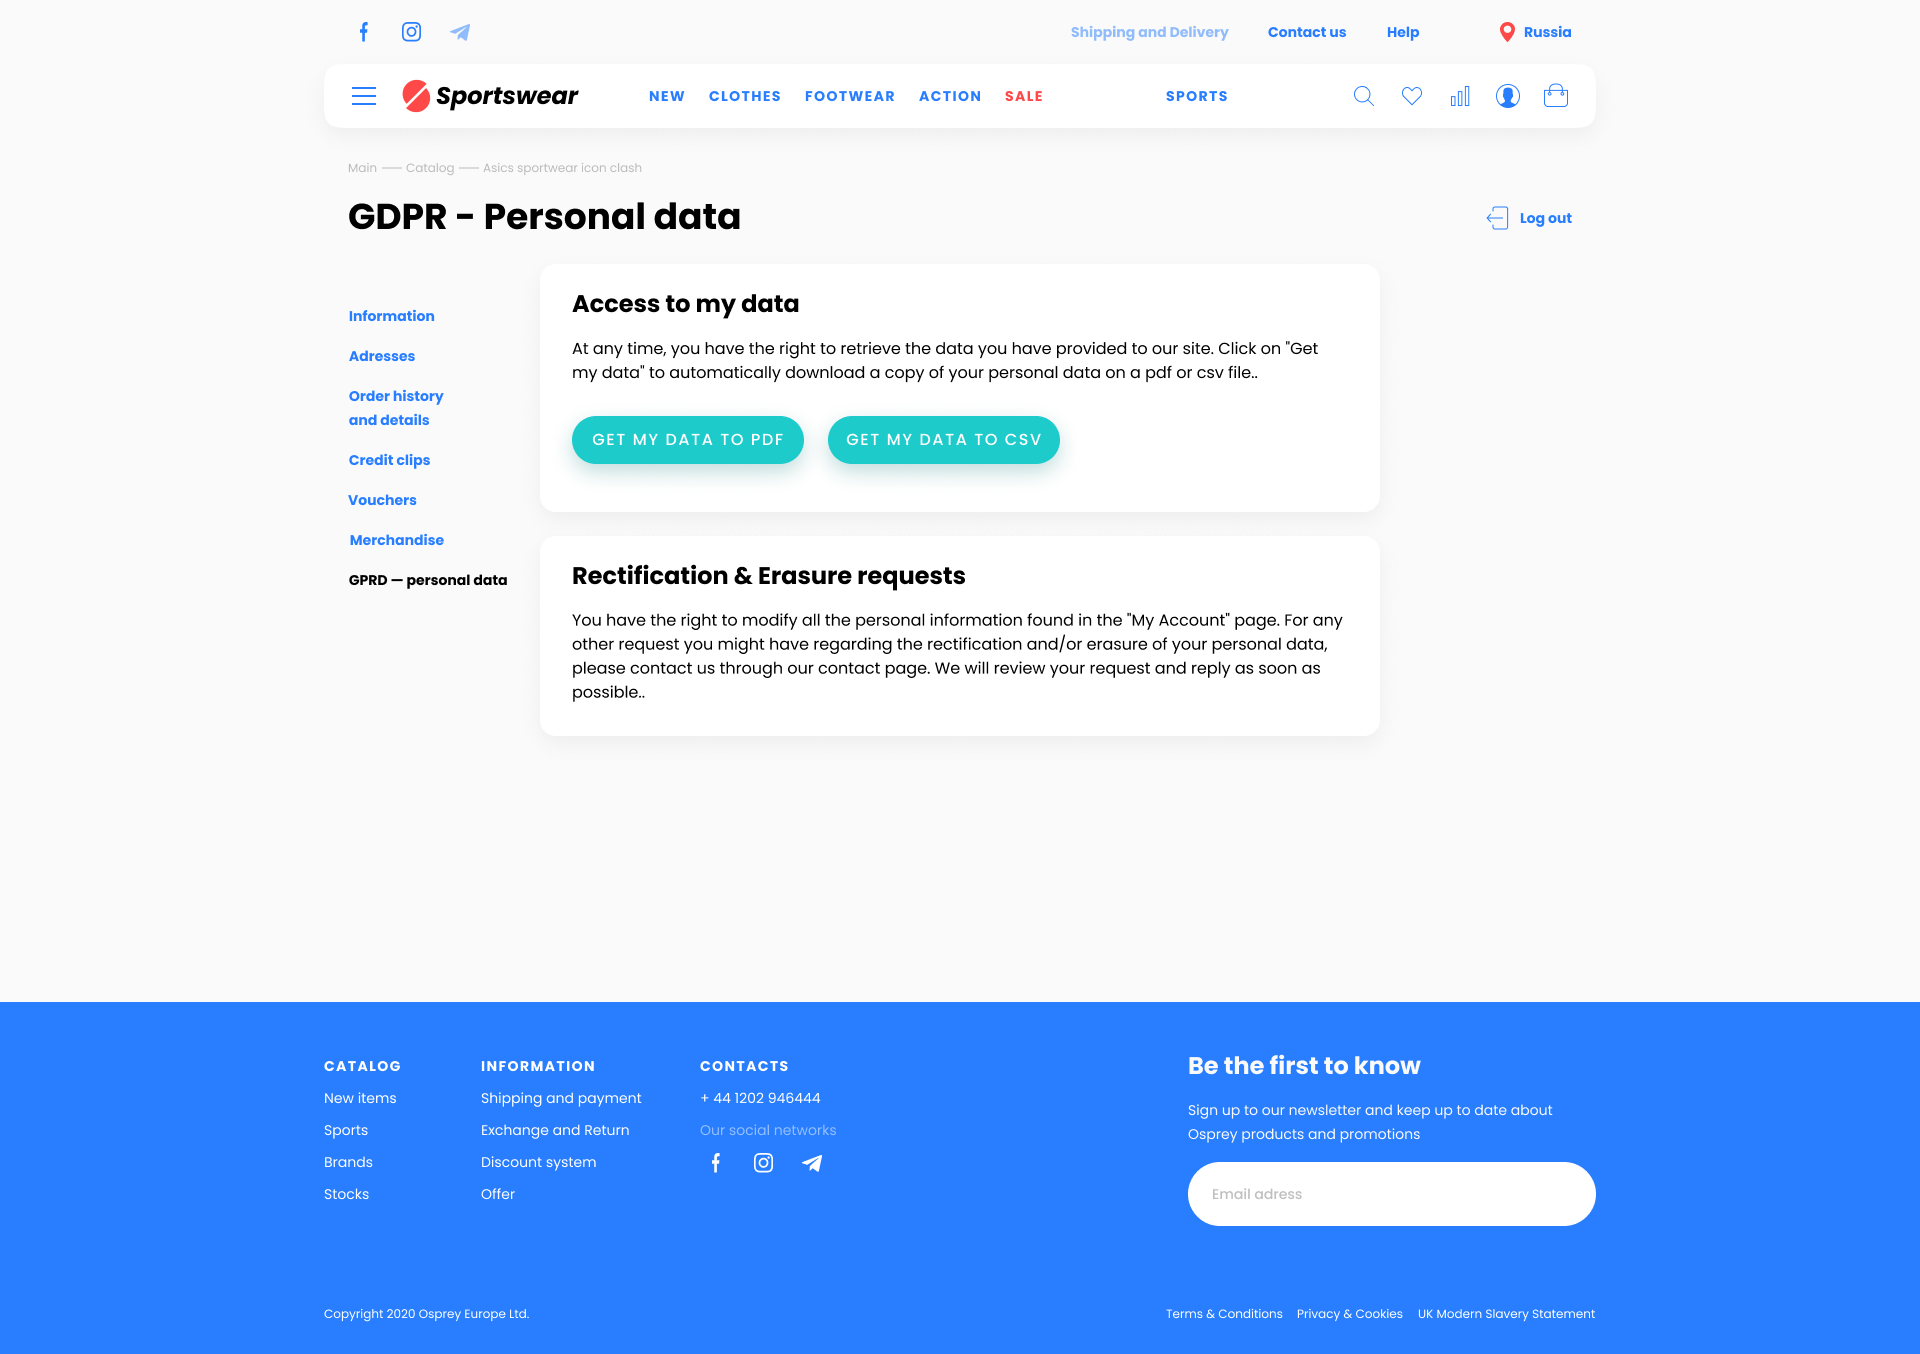 Shipping and Delivery Contact us Help Russia
Sportswear NEW CLOTHES FOOTWEAR ACTION SALE SPORTS
Main — Catalog — Asics sportwear icon clash
GDPR - Personal data
Log out
Information
Adresses
Order history
and details
Credit clips
Vouchers
Merchandise
GPRD — personal data
Access to my data
At any time, you have the right to retrieve the data you have provided to our site. Click on "Get
my data" to automatically download a copy of your personal data on a pdf or csv file..
GET MY DATA TO PDF GET MY DATA TO CSV
Rectification & Erasure requests
You have the right to modify all the personal information found in the "My Account" page. For any
other request you might have regarding the rectification and/or erasure of your personal data,
please contact us through our contact page. We will review your request and reply as soon as
possible..
CATALOG
New items
Sports
Brands
Stocks
INFORMATION
Shipping and payment
Exchange and Return
Discount system
Offer
CONTACTS
+ 44 1202 946444
Our social networks
Be the first to know
Sign up to our newsletter and keep up to date about
Osprey products and promotions
Email adress
Copyright 2020 Osprey Europe Ltd.
Terms & Conditions Privacy & Cookies UK Modern Slavery Statement